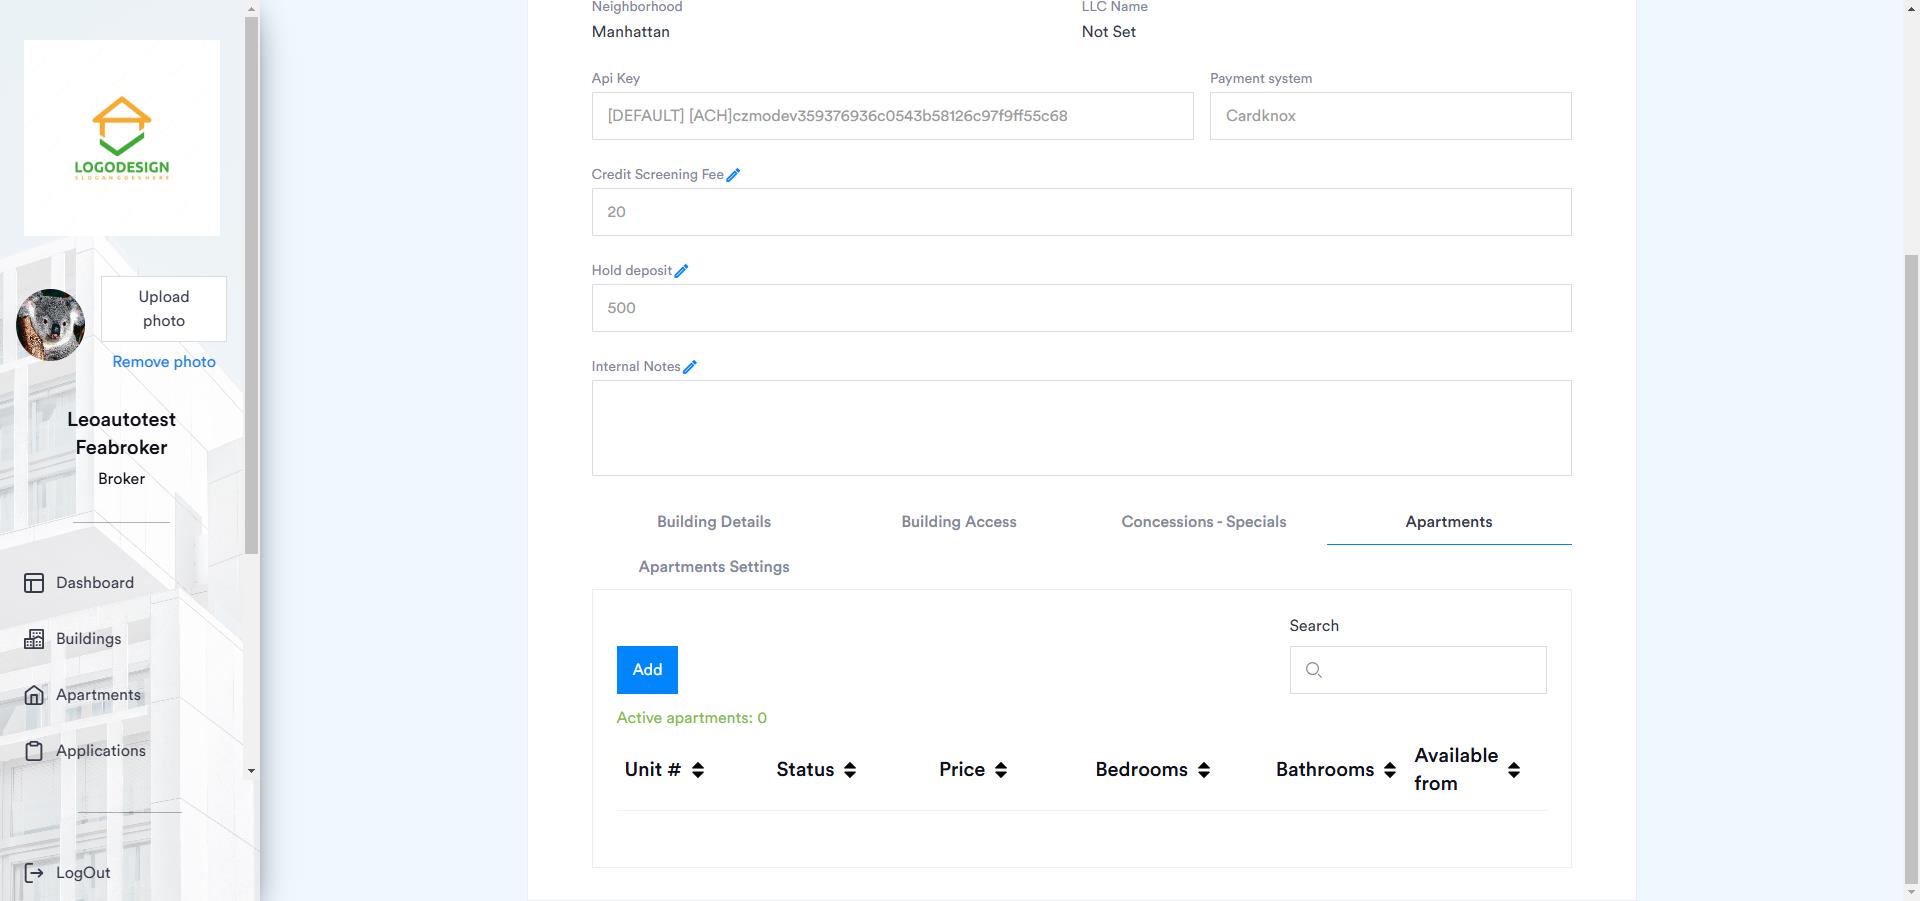 LOGODESIGN
SLOGANGOESHERE
Upload
photo
Remove photo
Leoautotest
Feabroker
Broker
Dashboard
Buildings
Apartments
Applications
LogOut
Neighborhood
Manhattan
LLC Name
Not Set
Api Key
[DEFAULT] [ACH]czmodev359376936c0543b58126c97f9ff55c68
Payment system
Cardknox
Credit Screening Fee
20
Hold deposit
500
Internal Notes
Building Details
Building Access
Concessions - Specials
Apartments
Apartments Settings
Search
Add
Active apartments: 0
Unit #
Status
Price
Bedrooms
Bathrooms
Available
from